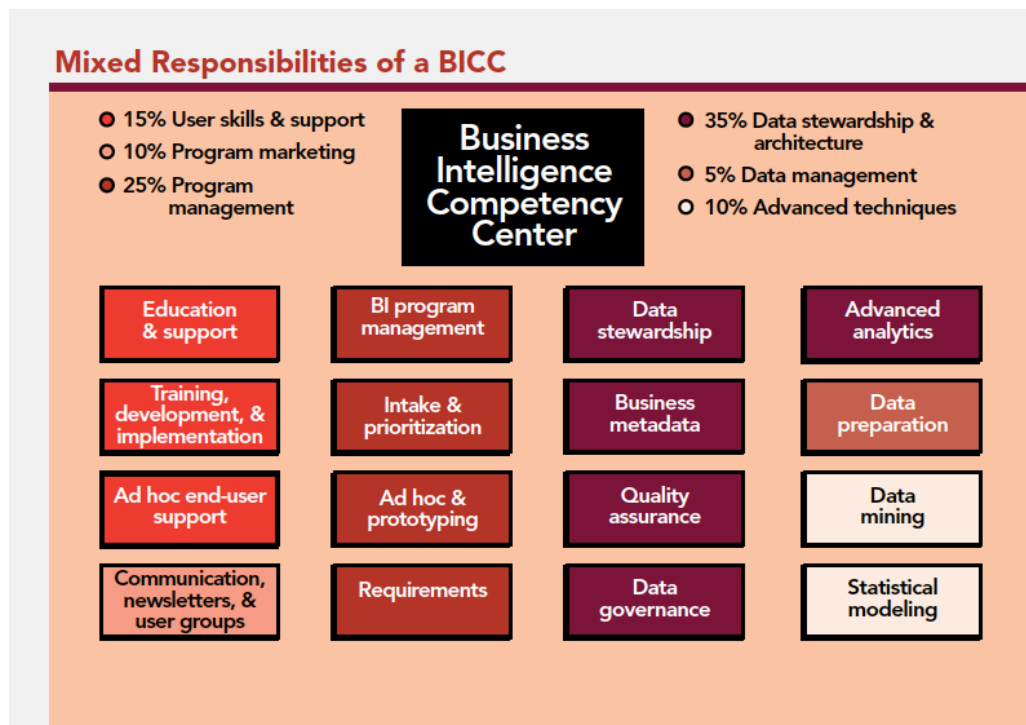 Mixed Responsibilities of a BICC
15% User skills & support
10% Program marketing
25% Program
management
Business
Intelligence
Competency
Center
35% Data stewardship &
architecture
5% Data management
10% Advanced techniques
Education
& support
BI program
management
Data
stewardship
Advanced
analytics
Training,
development, &
implementation
Intake &
prioritization
Business
metadata
Data
preparation
Ad hoc end-user
support
Ad hoc &
prototyping
Quality
assurance
Data
mining
Communication,
newsletters, &
user groups
Requirements
Data
governance
Statistical
modeling